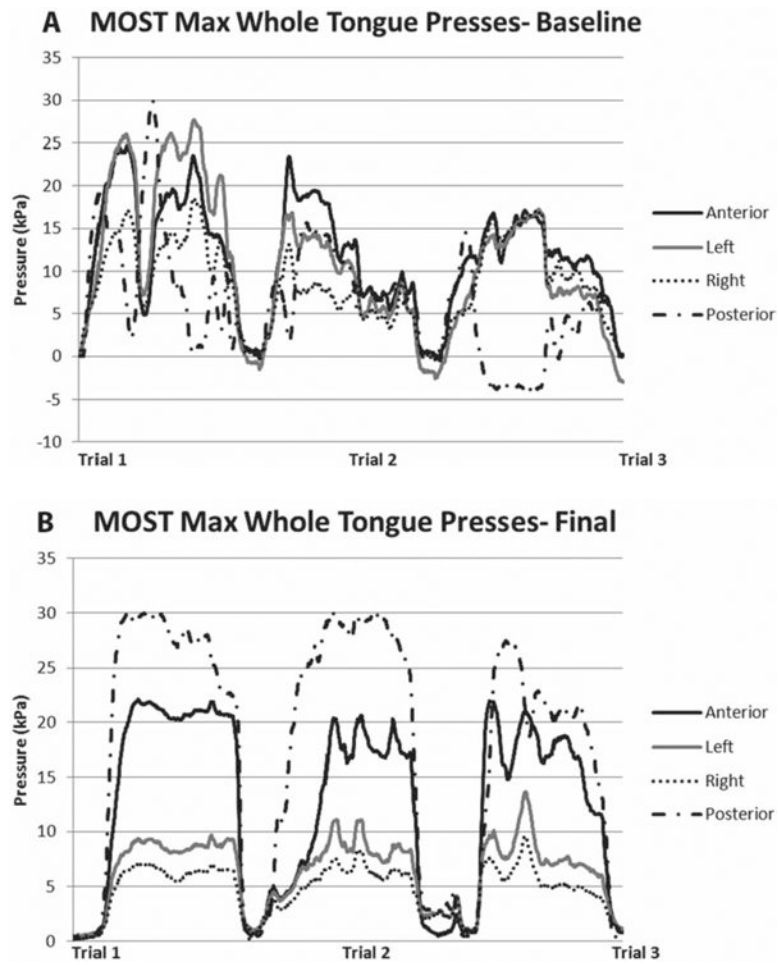 A MOST Max Whole Tongue Presses- Baseline
35
30
25
20
15
10
5
0
-5
-10
Pressure (kPa)
Trial 1 Trial 2 Trial 3
Anterior
Left
Right
Posterior
B MOST Max Whole Tongue Presses- Final
35
30
25
20
15
10
5
0
Pressure (kPa)
Trial 1 Trial 2 Trial 3
Anterior
Left
Right
Posterior